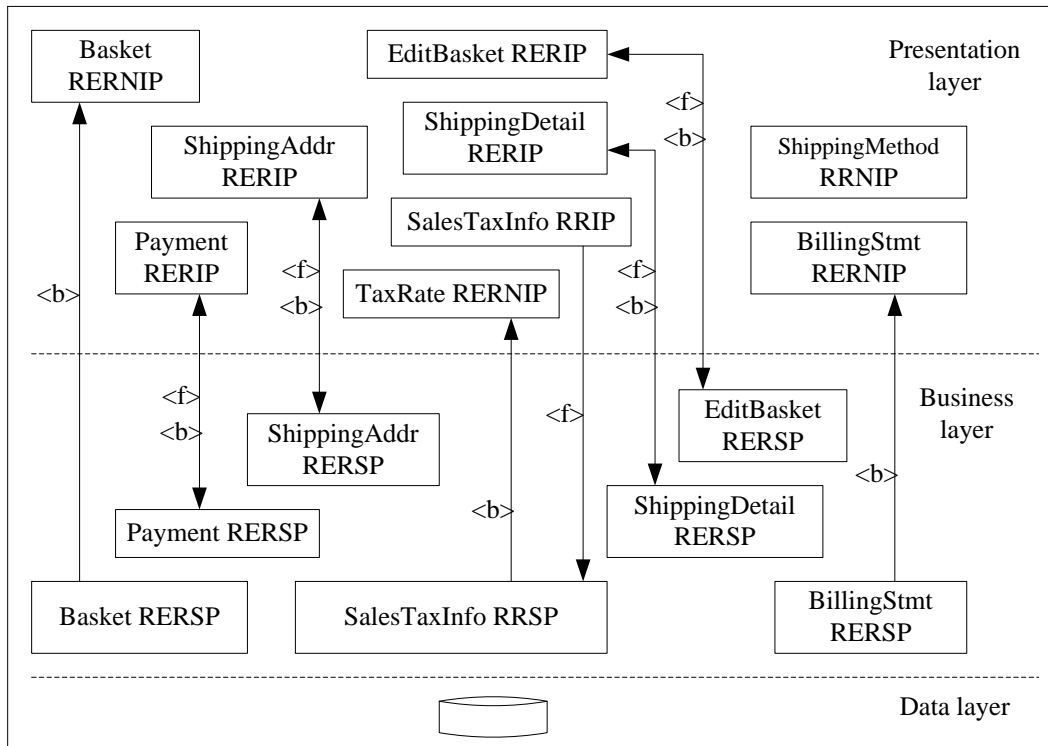 Basket
RERNIP
EditBasket RERIP
Presentation
layer
<f>
<b>
ShippingDetail
RERIP
ShippingAddr
RERIP
ShippingMethod
RRNIP
SalesTaxInfo RRIP
Payment
RERIP
BillingStmt
RERNIP
<f>
<b>
<f>
<b>
<b>
TaxRate RERNIP
<f>
<b>
<f>
EditBasket
RERSP
Business
layer
ShippingAddr
RERSP
<b>
<b>
ShippingDetail
RERSP
Payment RERSP
Basket RERSP
SalesTaxInfo RRSP
BillingStmt
RERSP
Data layer